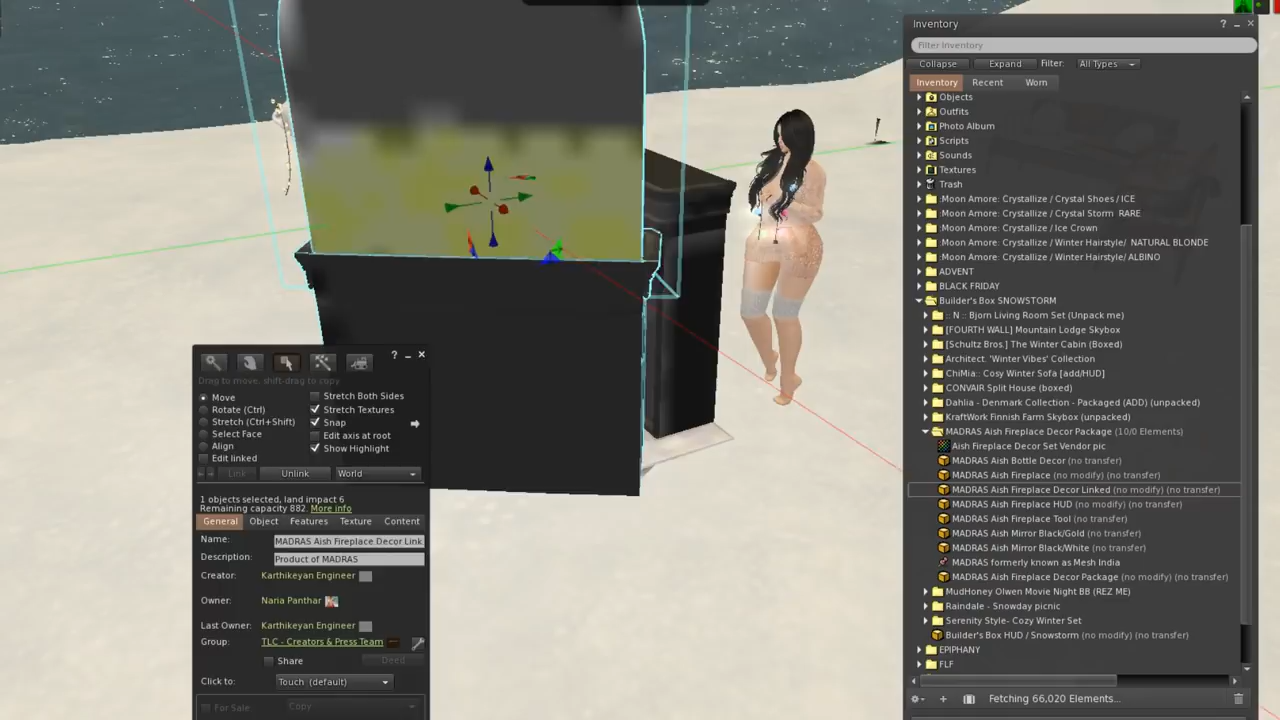 Inventory
?
Filter Inventory
Collapse Expand Filter: All Types
Inventory Recent Worn
Objects
Outfits
Photo Album
Scripts
Sounds
Textures
Trash
:Moon Amore: Crystallize / Crystal Shoes / ICE
:Moon Amore: Crystallize / Crystal Storm RARE
:Moon Amore: Crystallize / Ice Crown
:Moon Amore: Crystallize / Winter Hairstyle/ NATURAL BLONDE
:Moon Amore: Crystallize / Winter Hairstyle/ ALBINO
ADVENT
BLACK FRIDAY
Builder's Box SNOWSTORM
:: N :: Bjorn Living Room Set (Unpack me)
[FOURTH WALL] Mountain Lodge Skybox
[Schultz Bros.] The Winter Cabin (Boxed)
Architect. 'Winter Vibes' Collection
ChiMia:: Cosy Winter Sofa [add/HUD]
CONVAIR Split House (boxed)
Dahlia - Denmark Collection - Packaged (ADD) (unpacked)
KraftWork Finnish Farm Skybox (unpacked)
MADRAS Aish Fireplace Decor Package (10/0 Elements)
Aish Fireplace Decor Set Vendor pic
MADRAS Aish Bottle Decor (no transfer)
MADRAS Aish Fireplace (no modify) (no transfer)
MADRAS Aish Fireplace Decor Linked (no modify) (no transfer)
MADRAS Aish Fireplace HUD (no modify) (no transfer)
MADRAS Aish Fireplace Tool (no transfer)
MADRAS Aish Mirror Black/Gold (no transfer)
MADRAS Aish Mirror Black/White (no transfer)
MADRAS formerly known as Mesh India
MADRAS Aish Fireplace Decor Package (no modify) (no transfer)
MudHoney Olwen Movie Night BB (REZ ME)
Raindale - Snowday picnic
Serenity Style- Cozy Winter Set
Builder's Box HUD / Snowstorm (no modify) (no transfer)
EPIPHANY
FLF
Fetching 66,020 Elements...
?
Drag to move, shift-drag to copy
Move
Rotate (Ctrl)
Stretch (Ctrl+Shift)
Select Face
Align
Edit linked
Stretch Both Sides
Stretch Textures
Snap
Edit axis at root
Show Highlight
Link Unlink World
1 objects selected, land impact 6
Remaining capacity 882. More info
General Object Features Texture Content
Name: MADRAS Aish Fireplace Decor Link
Description: Product of MADRAS
Creator: Karthikeyan Engineer
Owner: Naria Panthar
Last Owner: Karthikeyan Engineer
Group: TLC - Creators & Press Team
Share Deed
Click to: Touch (default)
For Sale: Copy